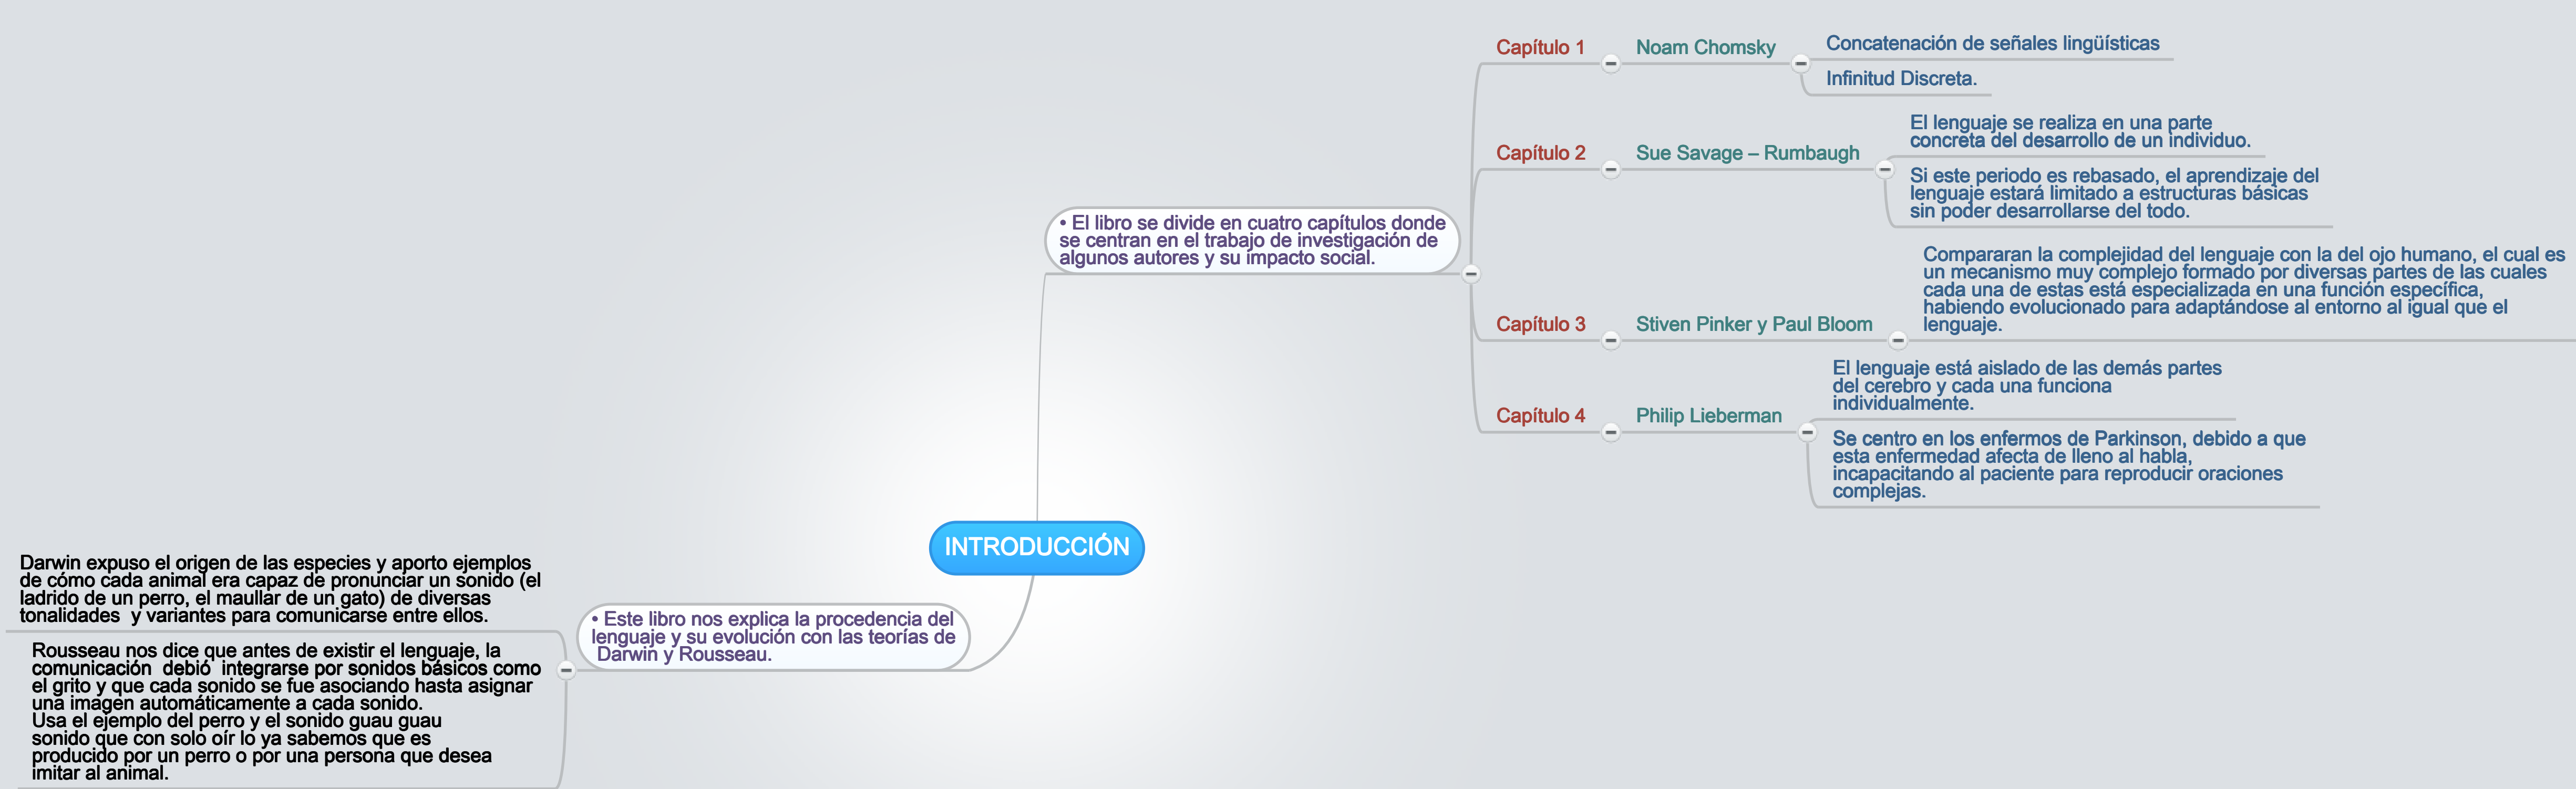 Capítulo 1
Noam Chomsky
Concatenación de señales lingüísticas
Infinitud Discreta.
Capítulo 2
Sue Savage – Rumbaugh
El lenguaje se realiza en una parte
concreta del desarrollo de un individuo.
Si este periodo es rebasado, el aprendizaje del
lenguaje estará limitado a estructuras básicas
sin poder desarrollarse del todo.
• El libro se divide en cuatro capítulos donde
se centran en el trabajo de investigación de
algunos autores y su impacto social.
Capítulo 3
Stiven Pinker y Paul Bloom
Compararan la complejidad del lenguaje con la del ojo humano, el cual es
un mecanismo muy complejo formado por diversas partes de las cuales
cada una de estas está especializada en una función específica,
habiendo evolucionado para adaptándose al entorno al igual que el
lenguaje.
Capítulo 4
Philip Lieberman
El lenguaje está aislado de las demás partes
del cerebro y cada una funciona
individualmente.
Se centro en los enfermos de Parkinson, debido a que
esta enfermedad afecta de lleno al habla,
incapacitando al paciente para reproducir oraciones
complejas.
INTRODUCCIÓN
• Este libro nos explica la procedencia del
lenguaje y su evolución con las teorías de
Darwin y Rousseau.
Darwin expuso el origen de las especies y aporto ejemplos
de cómo cada animal era capaz de pronunciar un sonido (el
ladrido de un perro, el maullar de un gato) de diversas
tonalidades  y variantes para comunicarse entre ellos.
Rousseau nos dice que antes de existir el lenguaje, la
comunicación  debió  integrarse por sonidos básicos como
el grito y que cada sonido se fue asociando hasta asignar
una imagen automáticamente a cada sonido.
Usa el ejemplo del perro y el sonido guau guau
sonido que con solo oír lo ya sabemos que es
producido por un perro o por una persona que desea
imitar al animal.